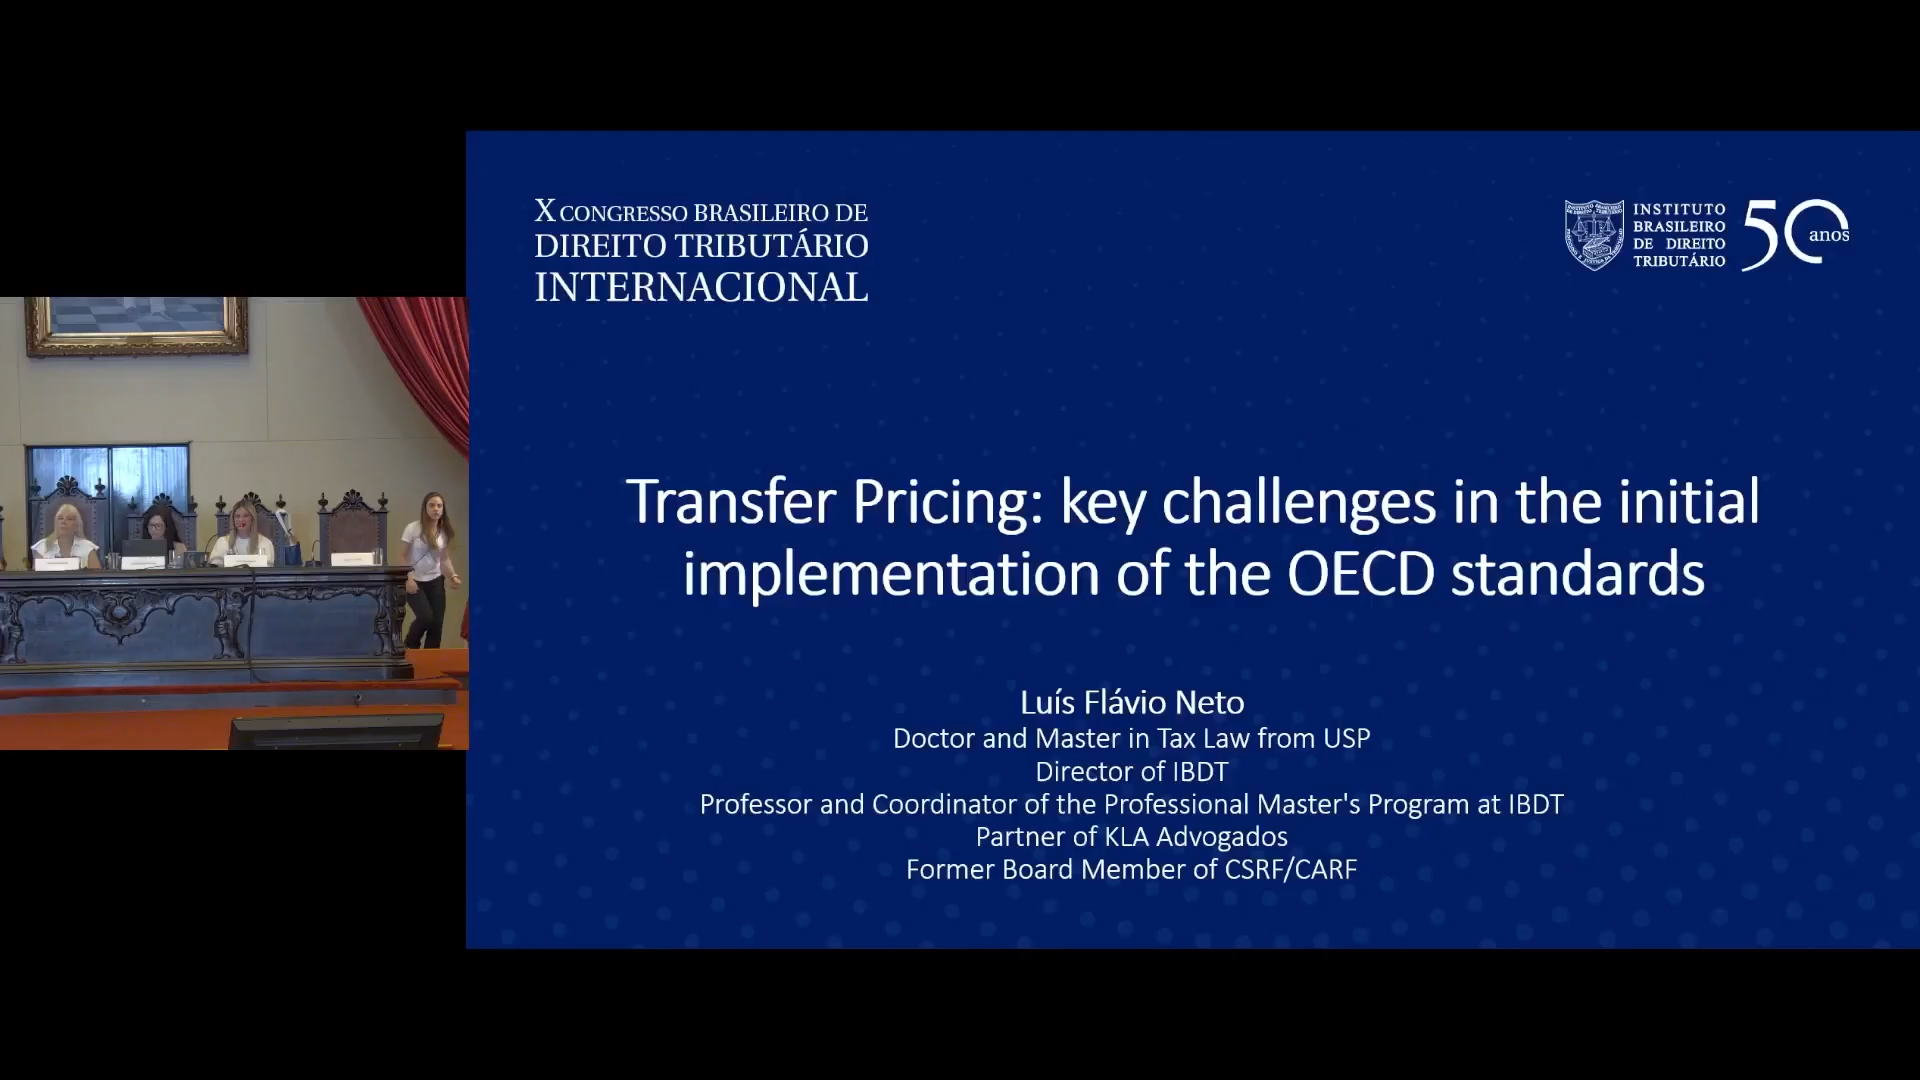 X CONGRESSO BRASILEIRO DE
DIREITO TRIBUTÁRIO
INTERNACIONAL
INSTITUTO
BRASILEIRO
DE DIREITO
TRIBUTÁRIO
50 anos
Transfer Pricing: key challenges in the initial
implementation of the OECD standards
Luís Flávio Neto
Doctor and Master in Tax Law from USP
Director of IBDT
Professor and Coordinator of the Professional Master's Program at IBDT
Partner of KLA Advogados
Former Board Member of CSRF/CARF